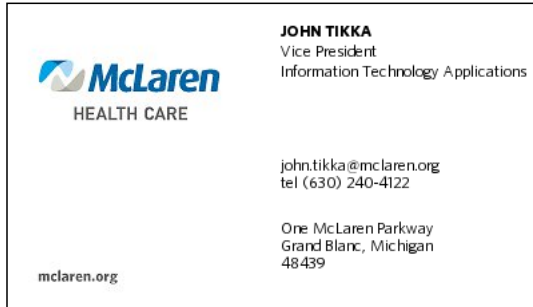 McLaren
HEALTH CARE
mclaren.org
JOHN TIKKA
Vice President
Information Technology Applications
john.tikka@mclaren.org
tel (630) 240-4122
One McLaren Parkway
Grand Blanc, Michigan
48439